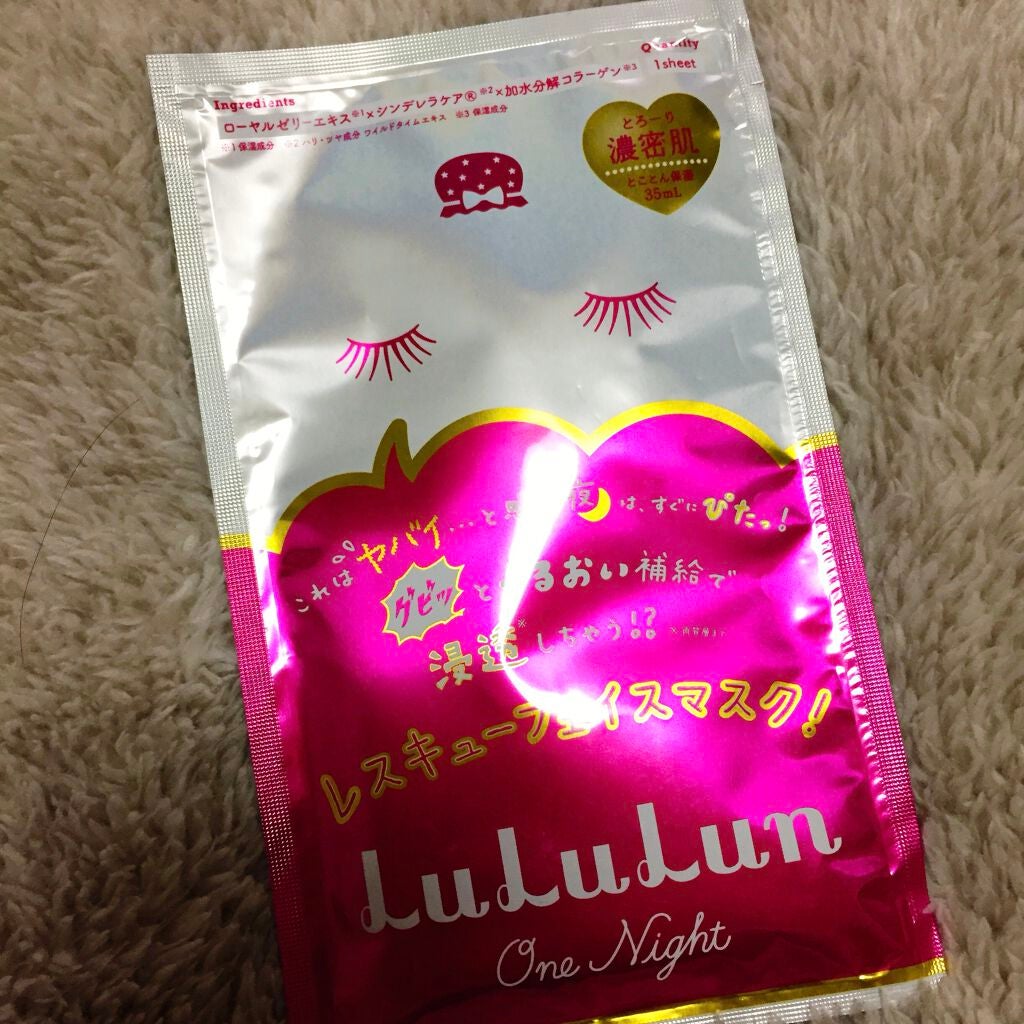 Quantity
1sheet
Ingredients
ローヤルゼリーエキス※1×シンデレラケア®※2×加水分解コラーゲン※3
※1 保湿成分 ※2 ハリ・ツヤ成分 ワイルドタイムエキス ※3 保湿成分
とろーり
濃密肌
とことん保湿
35mL
これはヤバイ...と思 夜は、すぐにぴたっ!
グビッと るおい補給で
浸透※しちゃう!?
レスキューフェイスマスク!
LuLuLun
One Night